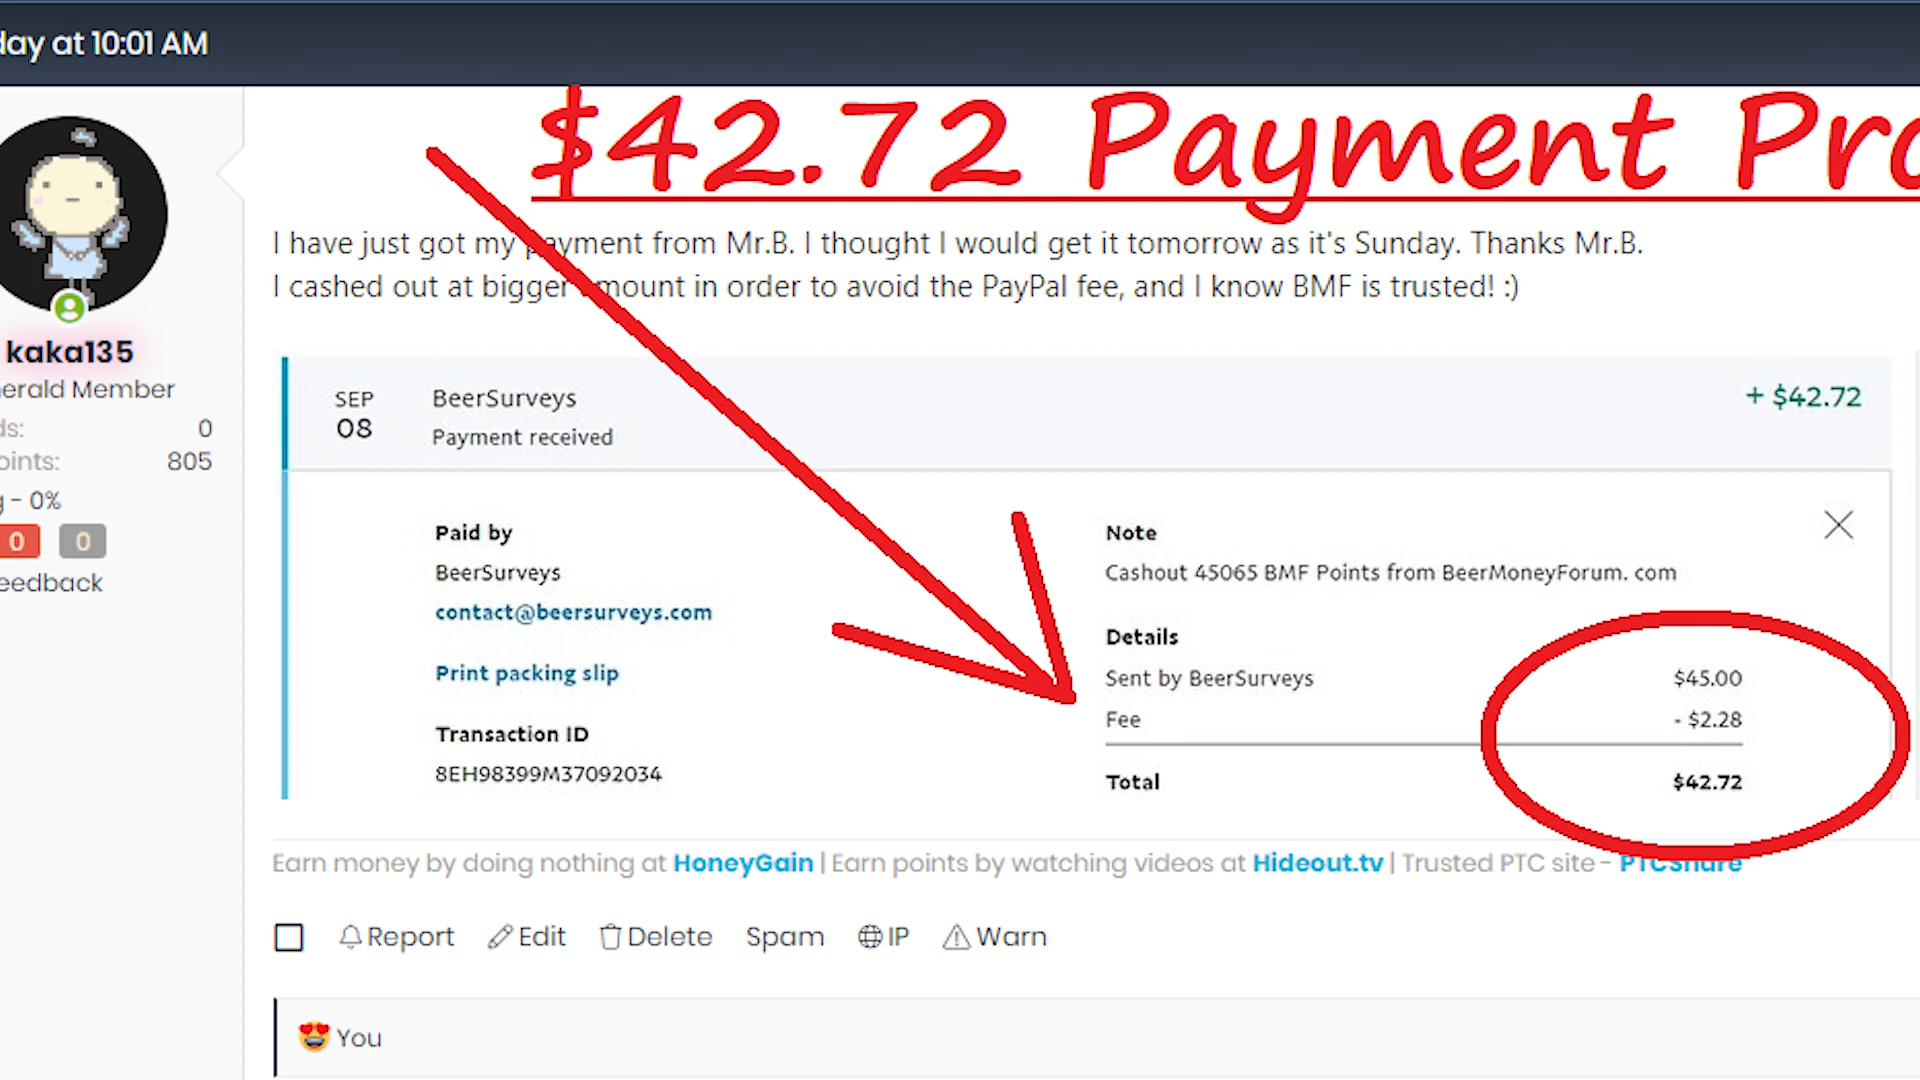 day at 10:01 AM
$42.72 Payment Pro
kaka135
erald Member
ds: 0
oints: 805
g - 0%
0 0
eedback
I have just got my payment from Mr.B. I thought I would get it tomorrow as it's Sunday. Thanks Mr.B.
I cashed out at bigger amount in order to avoid the PayPal fee, and I know BMF is trusted! :)
SEP
08
BeerSurveys
Payment received
+ $42.72
Paid by
BeerSurveys
contact@beersurveys.com
Print packing slip
Transaction ID
8EH98399M37092034
Note
Cashout 45065 BMF Points from BeerMoneyForum. com
Details
Sent by BeerSurveys $45.00
Fee - $2.28
Total $42.72
Earn money by doing nothing at HoneyGain | Earn points by watching videos at Hideout.tv | Trusted PTC site - PTCShare
Report Edit Delete Spam IP Warn
You